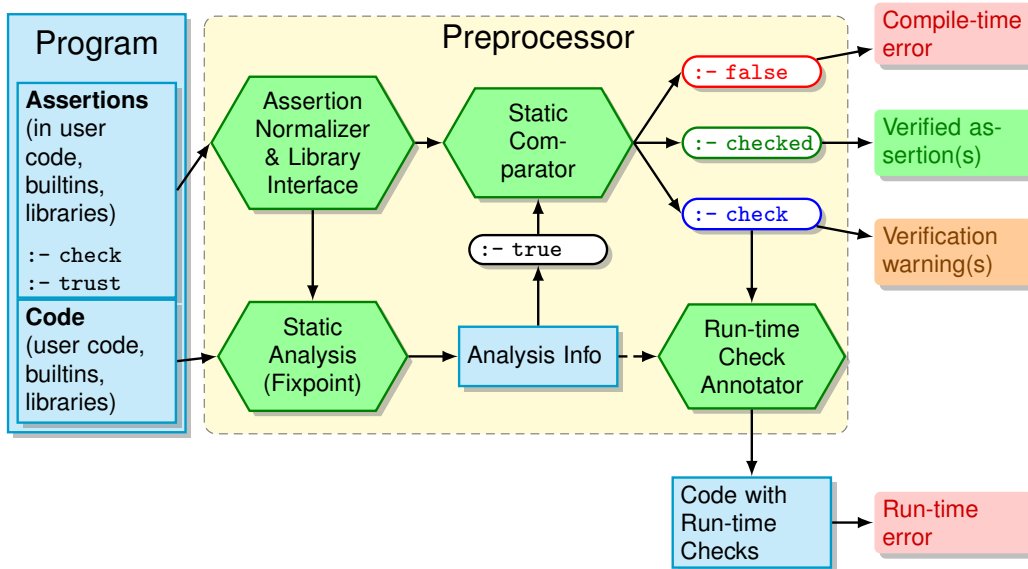 Program
Assertions
(in user
code,
builtins,
libraries)
:- check
:- trust
Code
(user code,
builtins,
libraries)
Preprocessor
Assertion
Normalizer
& Library
Interface
Static
Com-
parator
:- false
:- checked
:- check
:- true
Static
Analysis
(Fixpoint)
Analysis Info
Run-time
Check
Annotator
Compile-time
error
Verified as-
sertion(s)
Verification
warning(s)
Code with
Run-time
Checks
Run-time
error